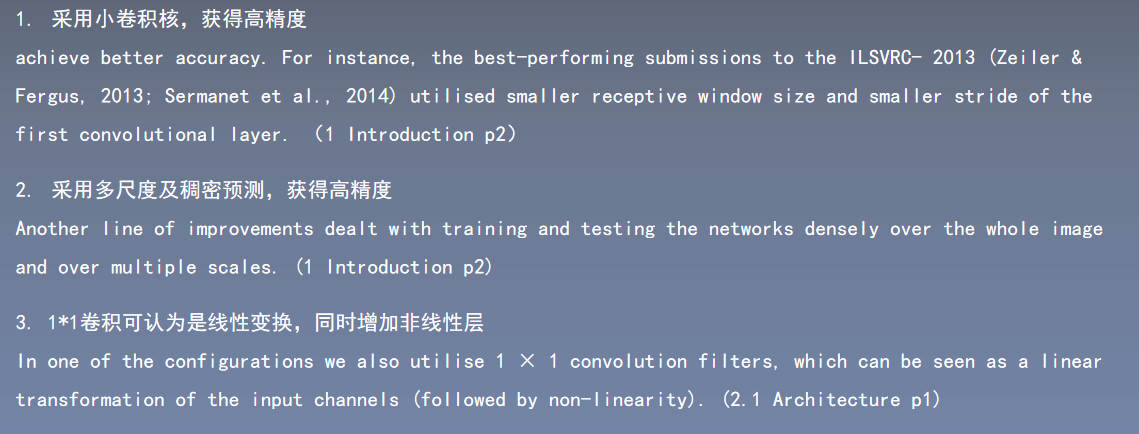 1. 采用小卷积核，获得高精度
achieve better accuracy. For instance, the best-performing submissions to the ILSVRC- 2013 (Zeiler &
Fergus, 2013; Sermanet et al., 2014) utilised smaller receptive window size and smaller stride of the
first convolutional layer. （1 Introduction p2）
2. 采用多尺度及稠密预测，获得高精度
Another line of improvements dealt with training and testing the networks densely over the whole image
and over multiple scales. (1 Introduction p2)
3. 1*1卷积可认为是线性变换，同时增加非线性层
In one of the configurations we also utilise 1 × 1 convolution filters, which can be seen as a linear
transformation of the input channels (followed by non-linearity). (2.1 Architecture p1)